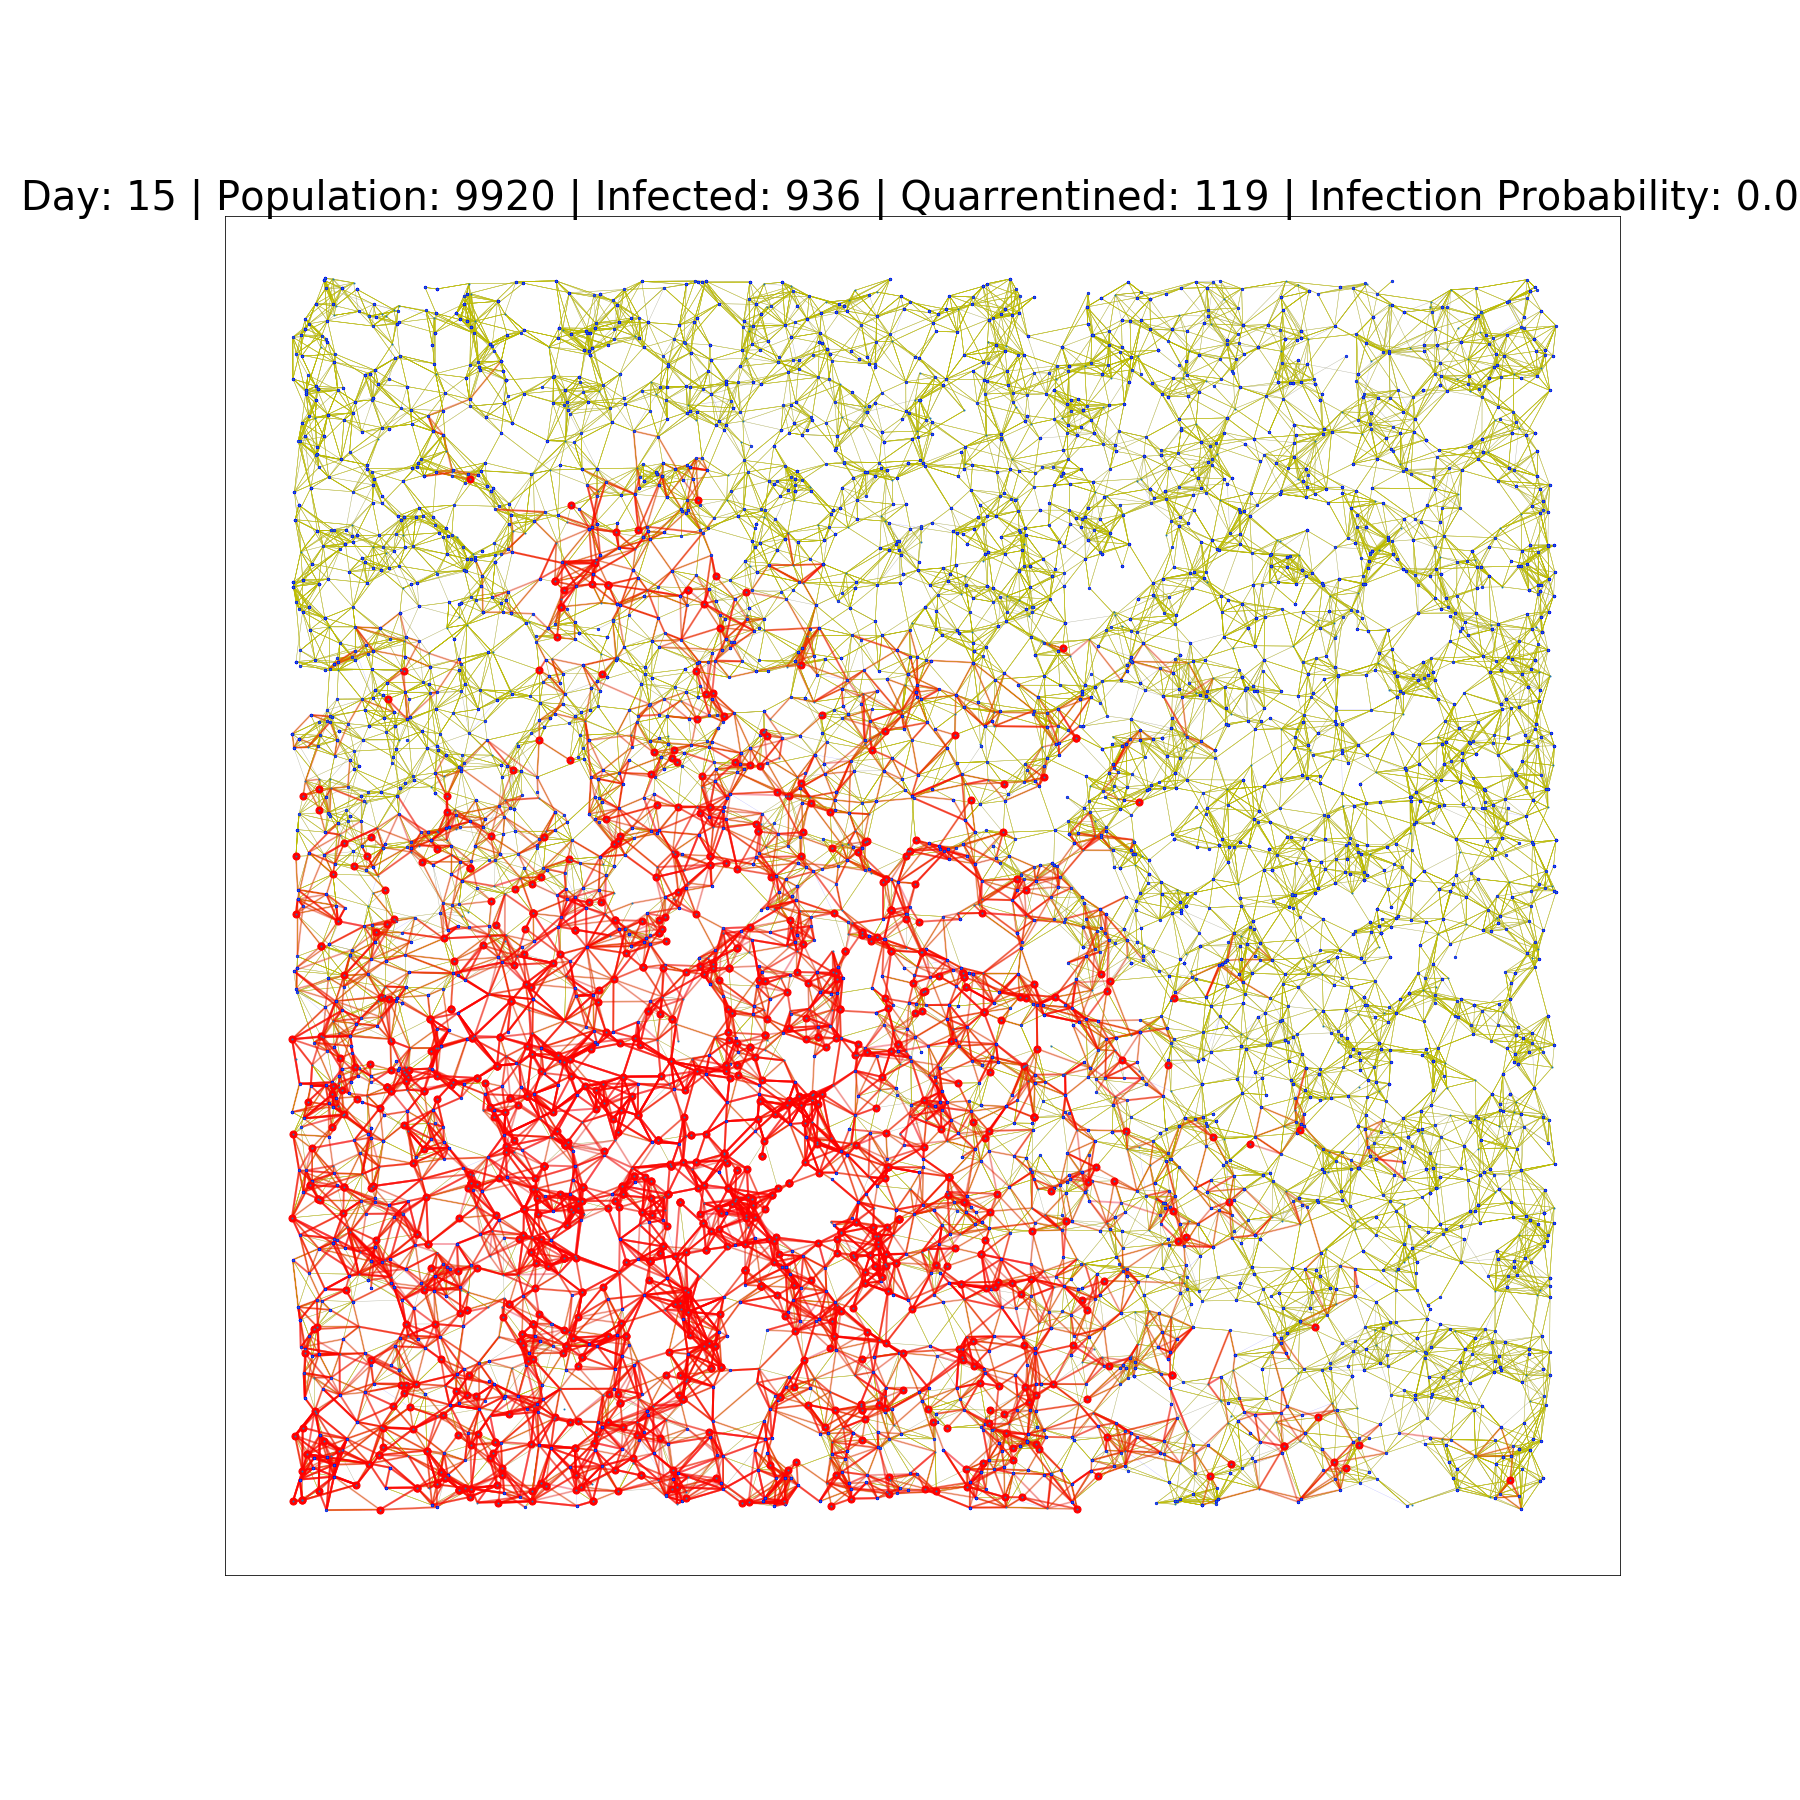 Day: 15 | Population: 9920 | Infected: 936 | Quarrentined: 119 | Infection Probability: 0.0